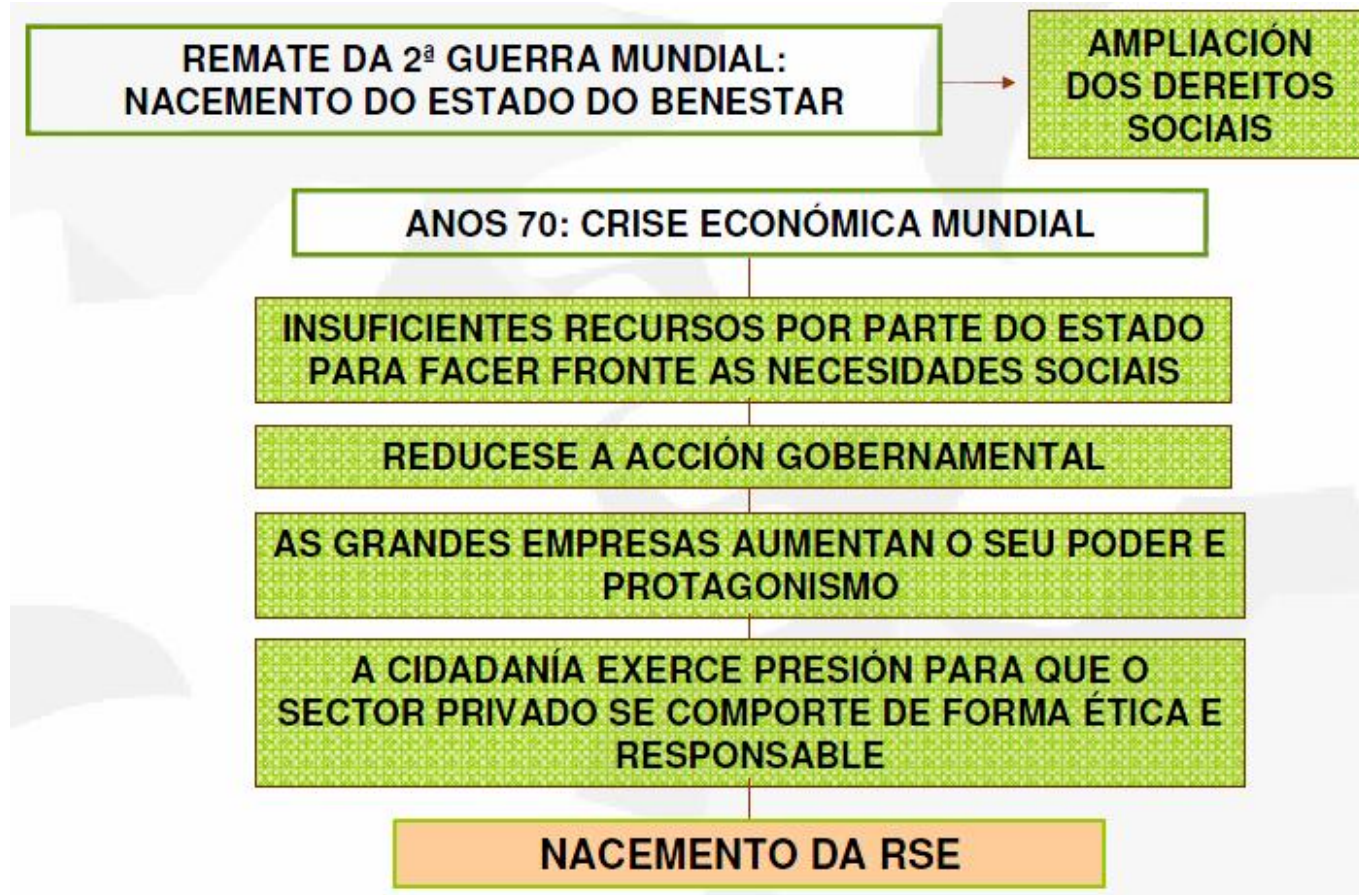 REMATE DA 2ª GUERRA MUNDIAL:
NACEMENTO DO ESTADO DO BENESTAR
AMPLIACIÓN
DOS DEREITOS
SOCIAIS
ANOS 70: CRISE ECONÓMICA MUNDIAL
INSUFICIENTES RECURSOS POR PARTE DO ESTADO
PARA FACER FRONTE AS NECESIDADES SOCIAIS
REDUCESE A ACCIÓN GOBERNAMENTAL
AS GRANDES EMPRESAS AUMENTAN O SEU PODER E
PROTAGONISMO
A CIDADANÍA EXERCE PRESIÓN PARA QUE O
SECTOR PRIVADO SE COMPORTE DE FORMA ÉTICA E
RESPONSABLE
NACEMENTO DA RSE